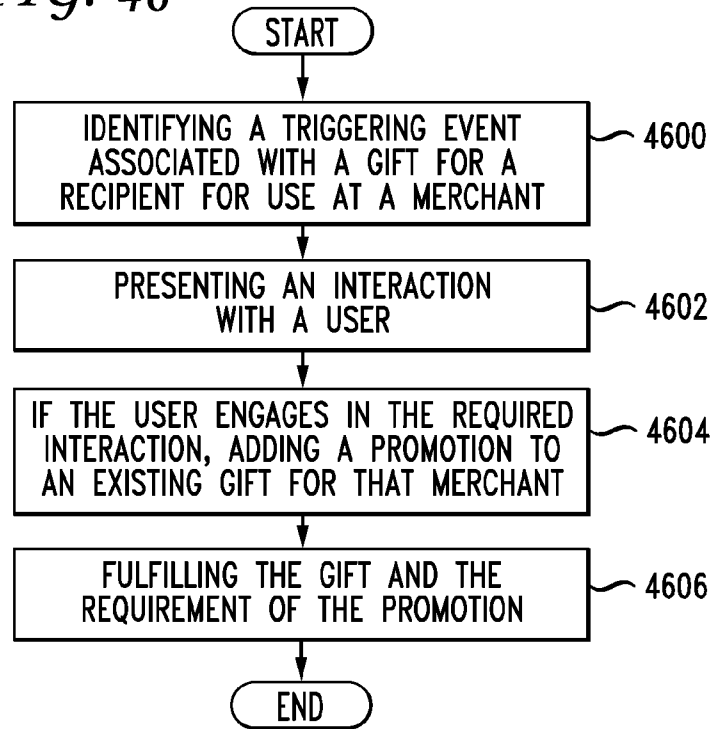 Fig. 46
START
IDENTIFYING A TRIGGERING EVENT
ASSOCIATED WITH A GIFT FOR A
RECIPIENT FOR USE AT A MERCHANT
4600
PRESENTING AN INTERACTION
WITH A USER
4602
IF THE USER ENGAGES IN THE REQUIRED
INTERACTION, ADDING A PROMOTION TO
AN EXISTING GIFT FOR THAT MERCHANT
4604
FULFILLING THE GIFT AND THE
REQUIREMENT OF THE PROMOTION
4606
END